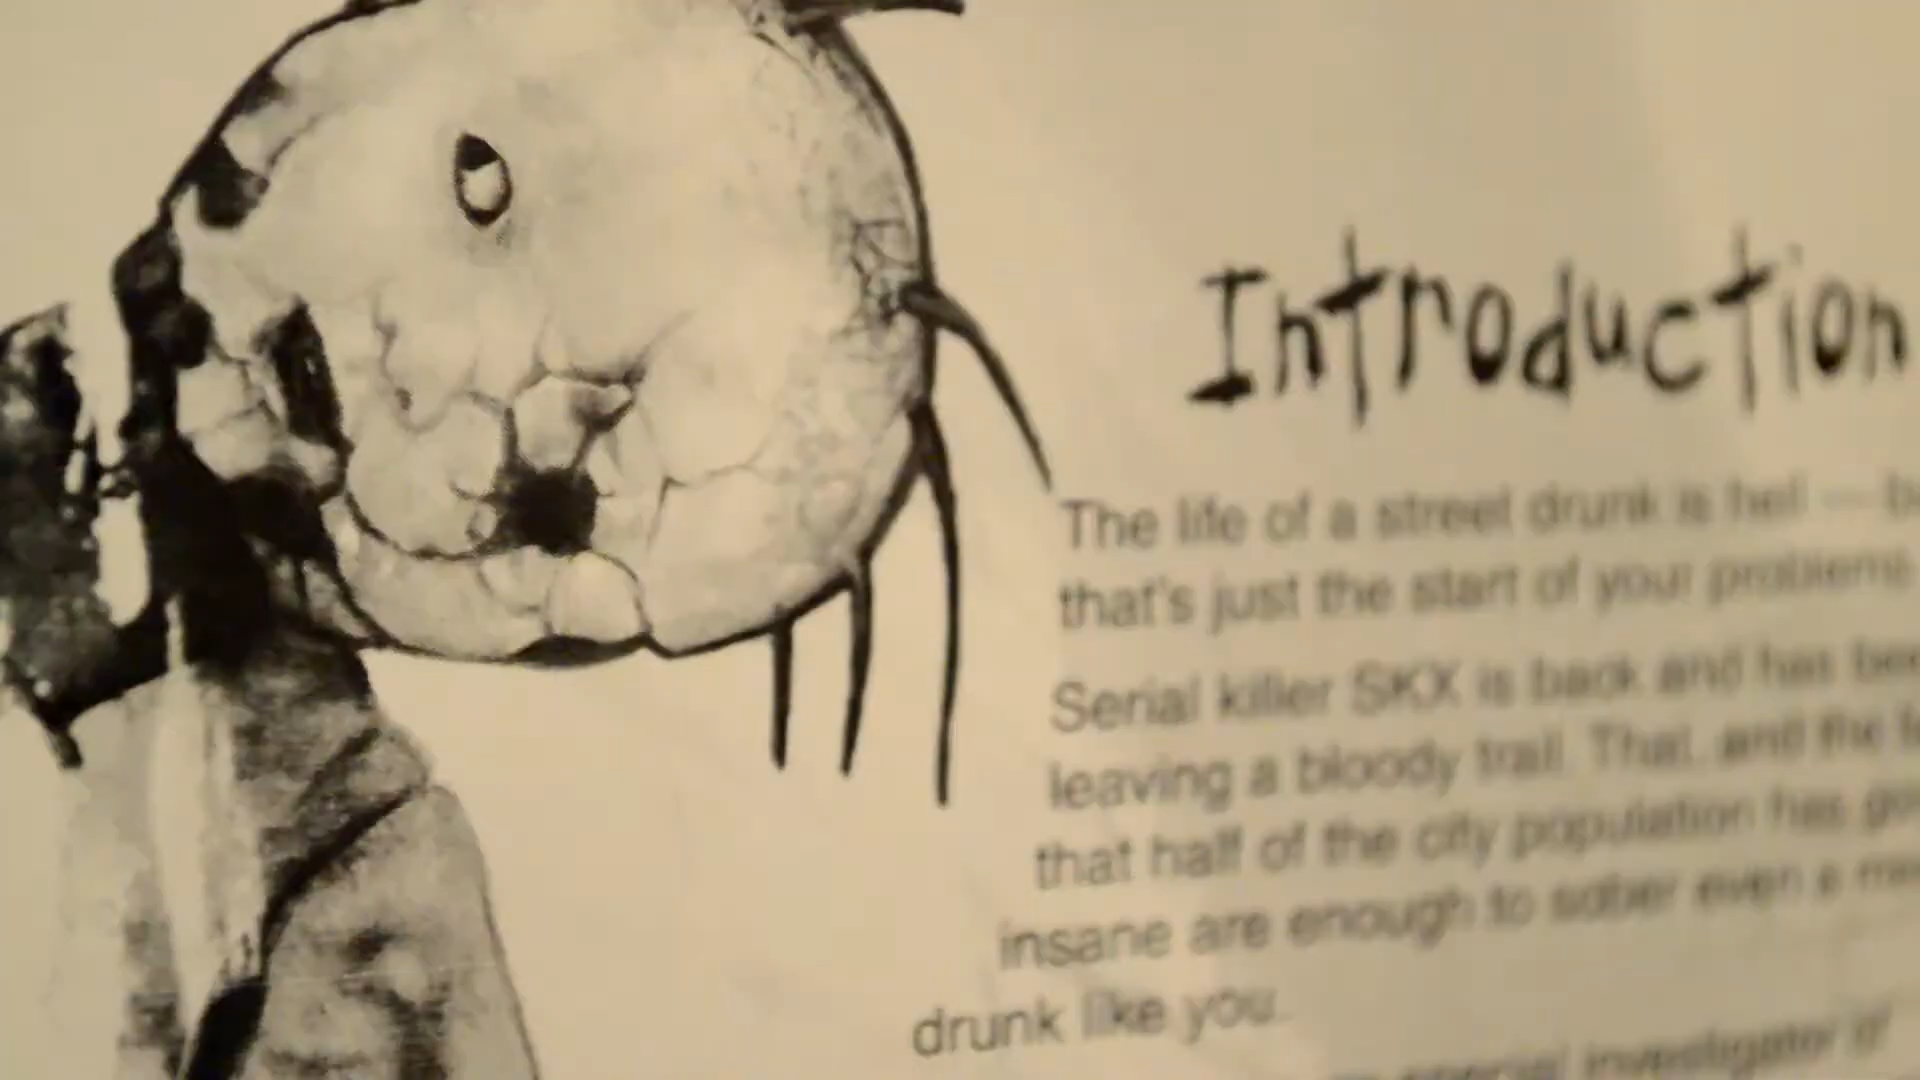 Introduction
The life of a street drunk is hell —
that's just the start of your problems
Serial killer SKX is back and has
leaving a bloody trail. That, and the
that half of the city population has
insane are enough to sober even a
drunk like you.
special investigator